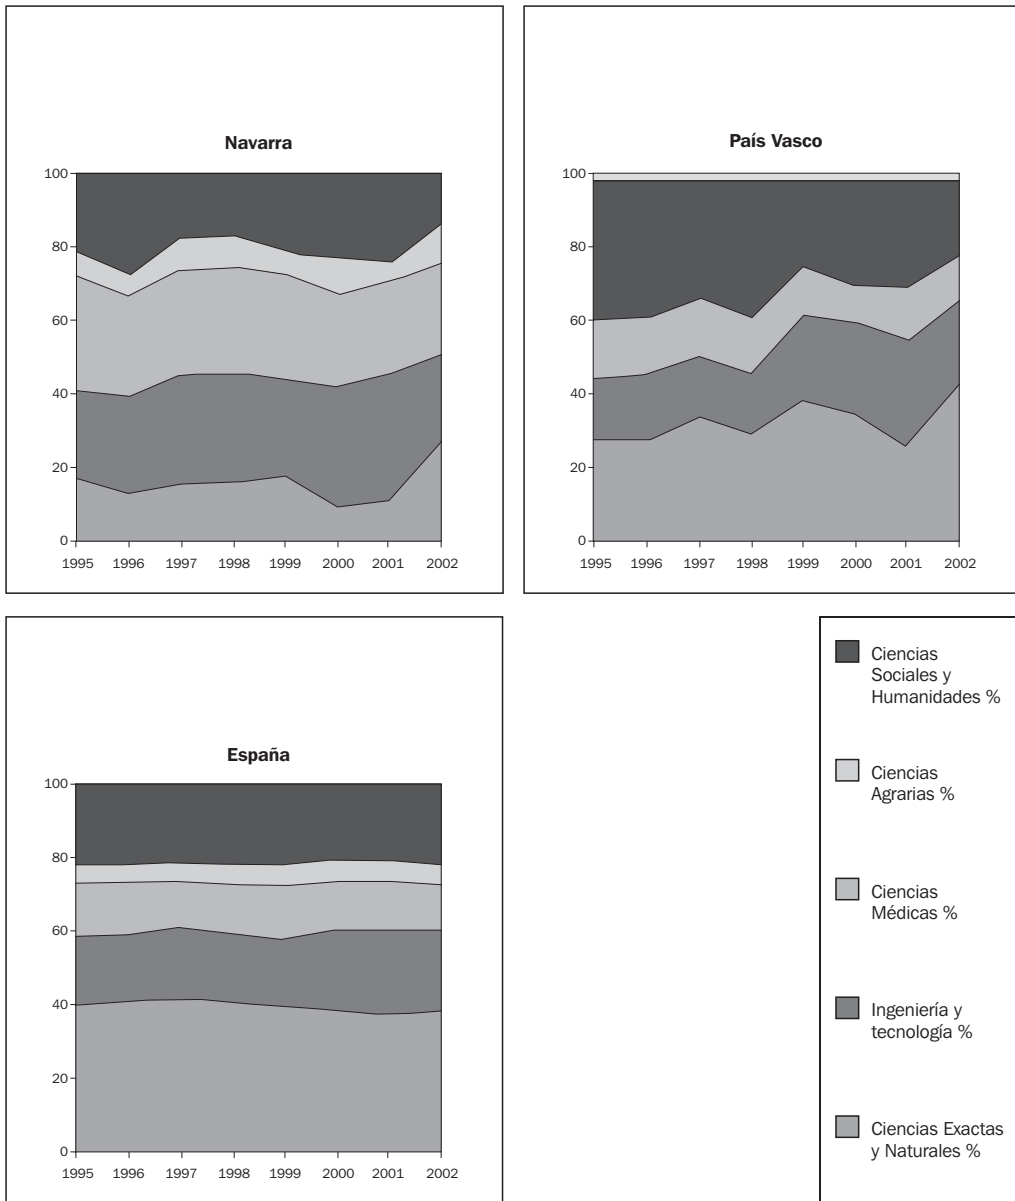 Navarra
100
80
60
40
20
0
1995 1996 1997 1998 1999 2000 2001 2002
País Vasco
100
80
60
40
20
0
1995 1996 1997 1998 1999 2000 2001 2002
España
100
80
60
40
20
0
1995 1996 1997 1998 1999 2000 2001 2002
Ciencias
Sociales y
Humanidades %
Ciencias
Agrarias %
Ciencias
Médicas %
Ingeniería y
tecnología %
Ciencias Exactas
y Naturales %